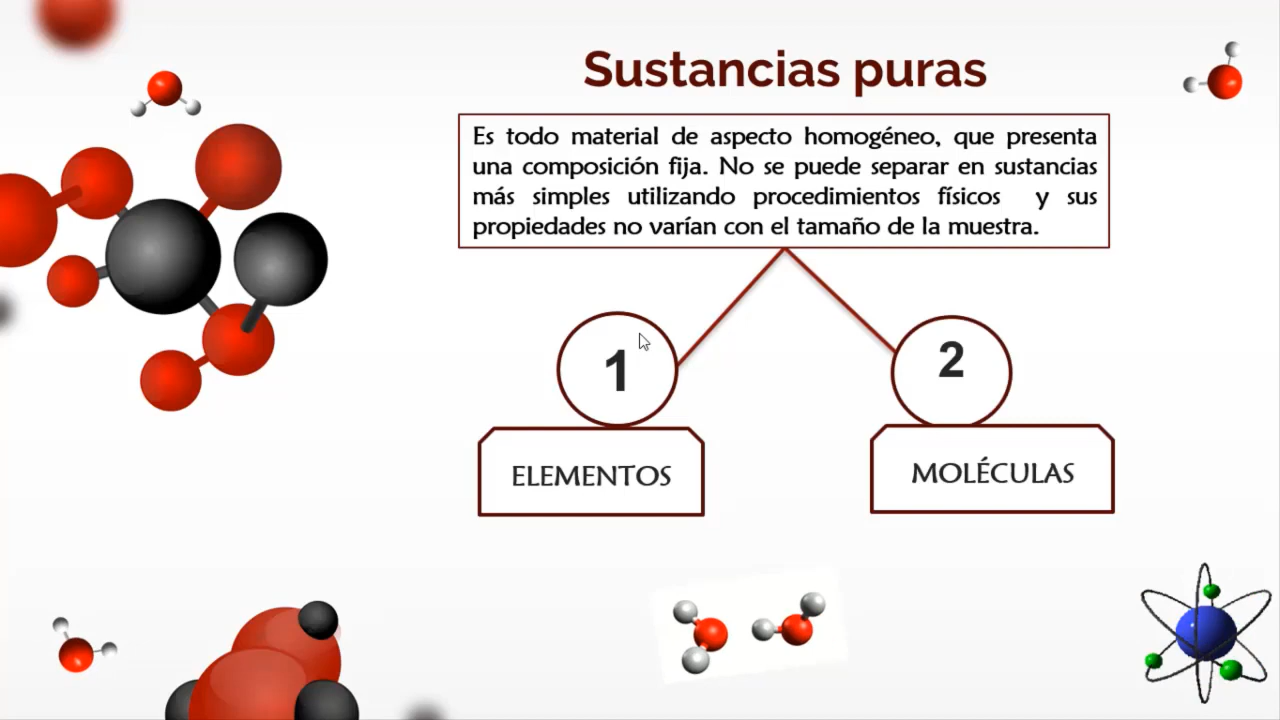 Sustancias puras
Es todo material de aspecto homogéneo, que presenta
una composición fija. No se puede separar en sustancias
más simples utilizando procedimientos físicos y sus
propiedades no varían con el tamaño de la muestra.
1
2
ELEMENTOS
MOLÉCULAS